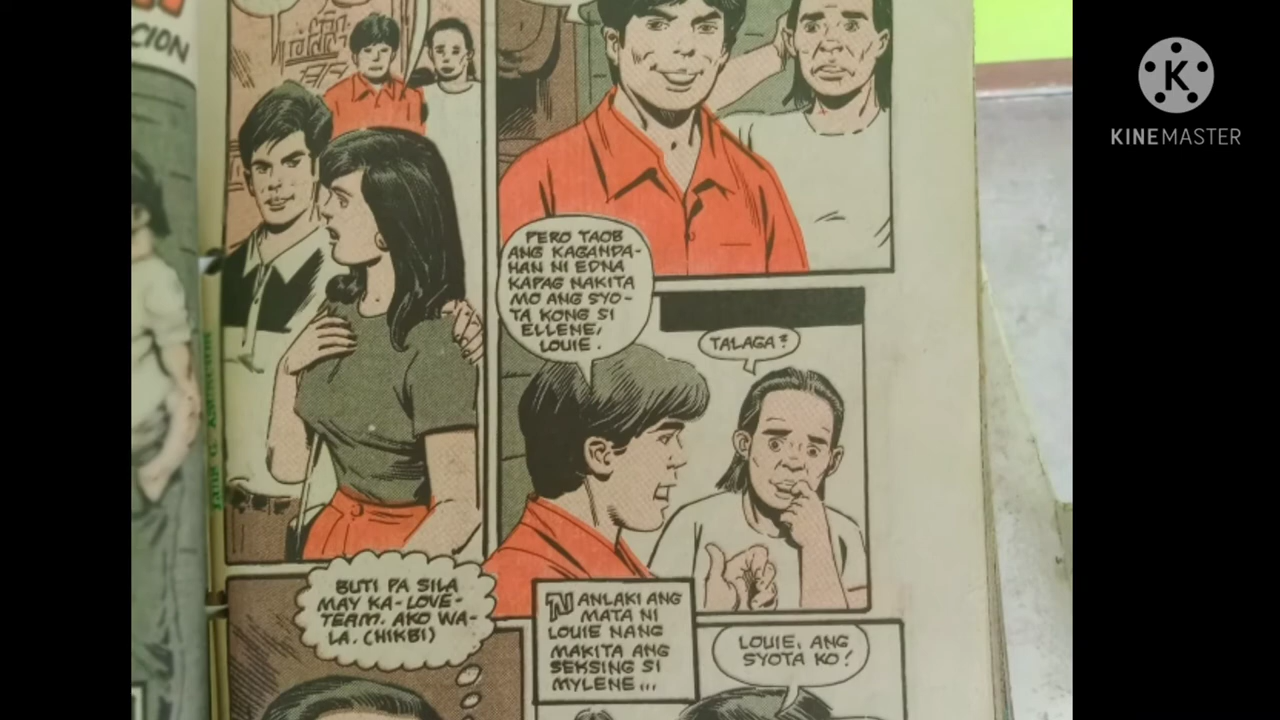 CION
PERO TAOB
ANG KAGANDA-
HAN NI EDNA
KAPAG NAKITA
MO ANG SYO-
TA KONG SI
ELLENE,
LOUIE.
TALAGA?
BUTI PA SILA
MAY KA-LOVE-
TEAM. AKO WA-
LA. (HIKBI)
NANLAKI ANG
MATA NI
LOUIE NANG
MAKITA ANG
SEKSING SI
MYLENE...
LOUIE, ANG
SYOTA KO!
KINEMASTER